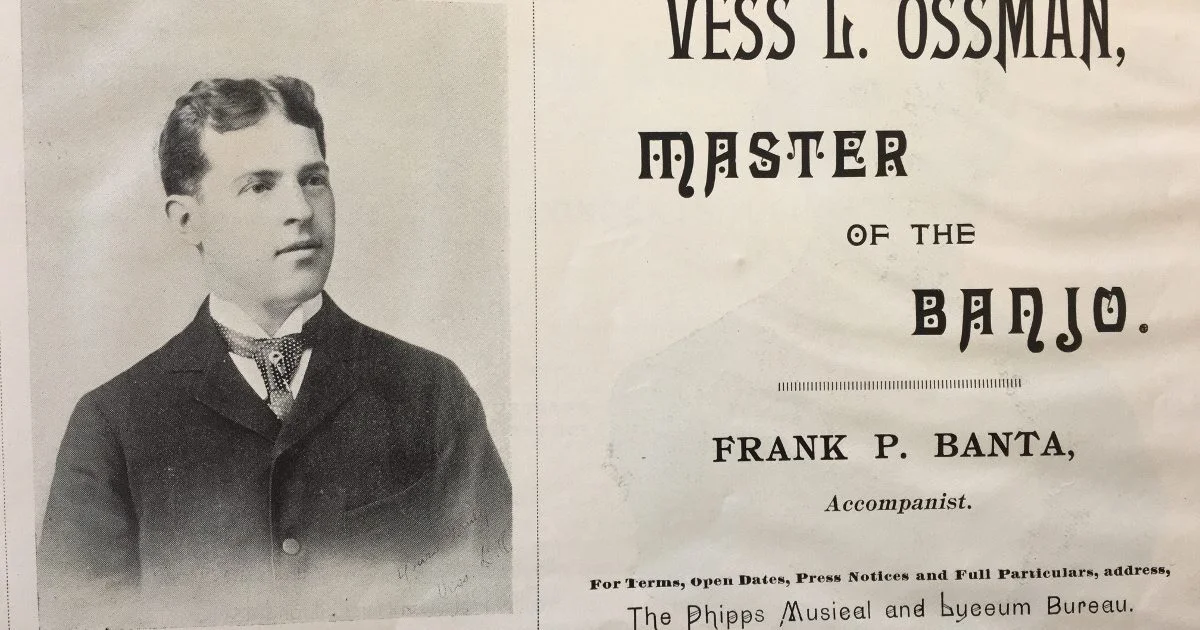 VESS L. OSSMAN,
MASTER
OF THE
BANJO.
FRANK P. BANTA,
Accompanist.
For Terms, Open Dates, Press Notices and Full Particulars, address,
The Phipps Musical and Lyceum Bureau.